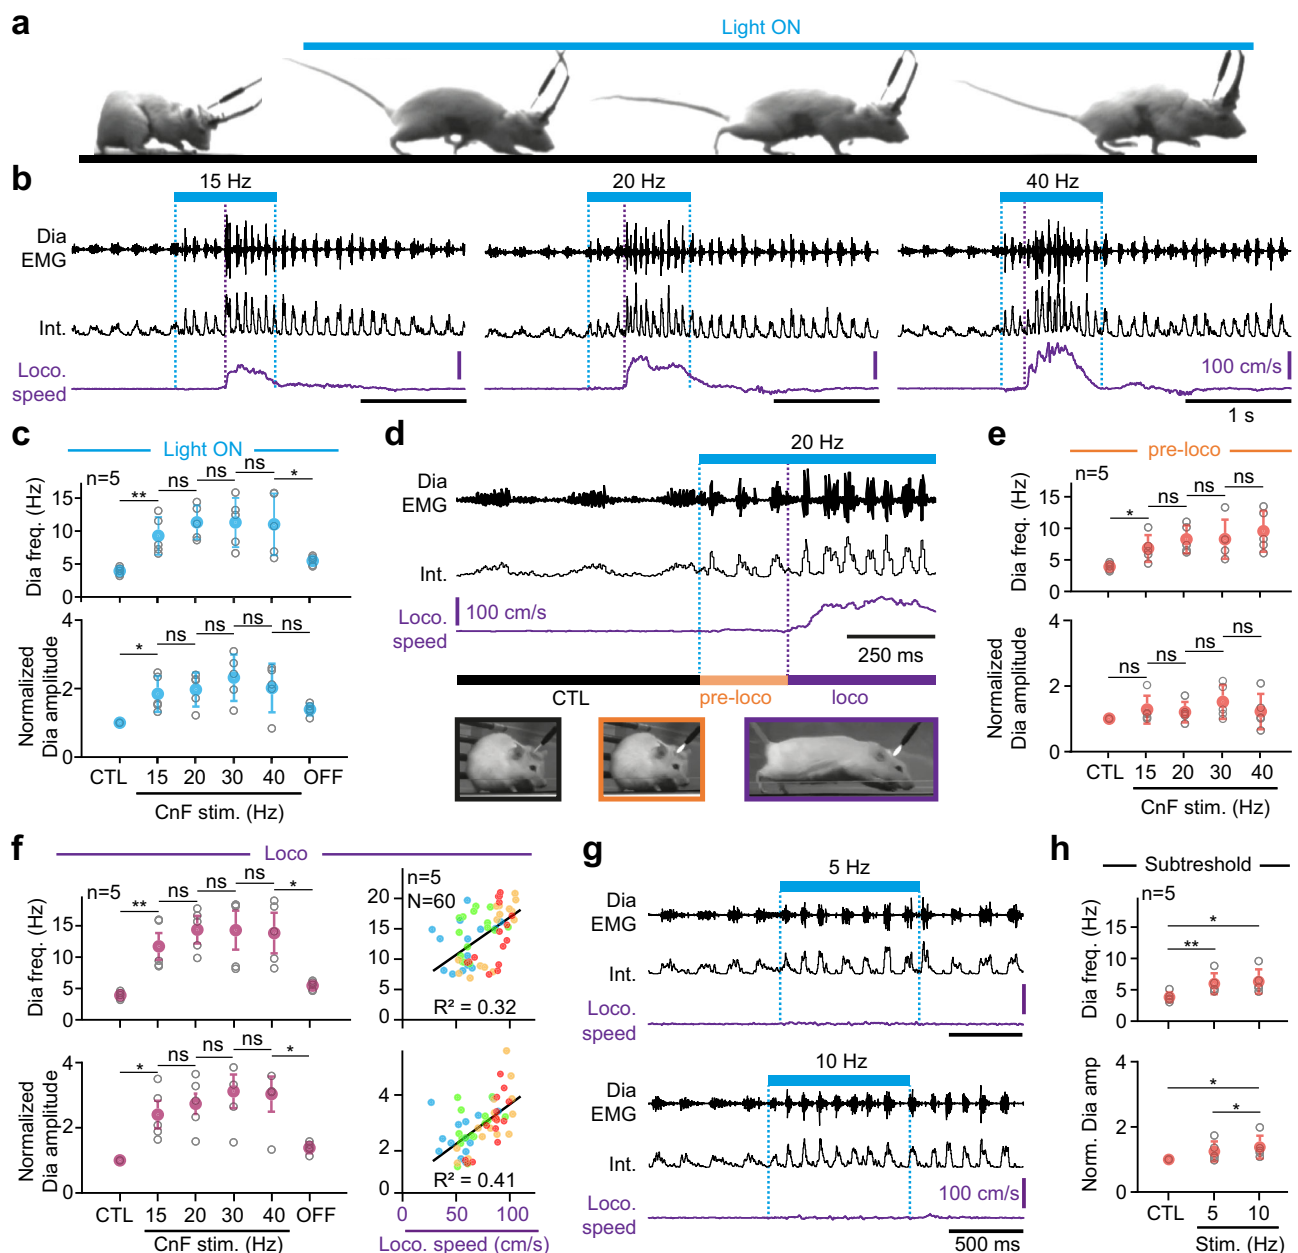 a
Light ON
b
15 Hz
20 Hz
40 Hz
Dia
EMG
Int.
Loco.
speed
100 cm/s
1 s
c
Light ON
n=5
**
ns
ns
ns
*
Dia freq. (Hz)
15
10
5
0
*
ns
ns
ns
ns
Normalized
Dia amplitude
4
2
0
CTL
15
20
30
40
OFF
CnF stim. (Hz)
d
20 Hz
Dia
EMG
Int.
Loco.
speed
100 cm/s
250 ms
CTL
pre-loco
loco
e
pre-loco
n=5
*
ns
ns
ns
Dia freq. (Hz)
15
10
5
0
ns
ns
ns
ns
Normalized
Dia amplitude
4
2
0
CTL
15
20
30
40
CnF stim. (Hz)
f
Loco
n=5
**
ns
ns
ns
*
Dia freq. (Hz)
15
10
5
0
n=5
N=60
20
15
10
5
0
R² = 0.32
*
ns
ns
ns
*
Normalized
Dia amplitude
4
2
0
CTL
15
20
30
40
OFF
CnF stim. (Hz)
4
2
0
R² = 0.41
0
50
100
Loco. speed (cm/s)
g
5 Hz
Dia
EMG
Int.
Loco.
speed
10 Hz
Dia
EMG
Int.
Loco.
speed
100 cm/s
500 ms
h
Subtreshold
n=5
*
**
Dia freq. (Hz)
15
10
5
0
*
*
Norm. Dia amp
4
2
0
CTL
5
10
Stim. (Hz)